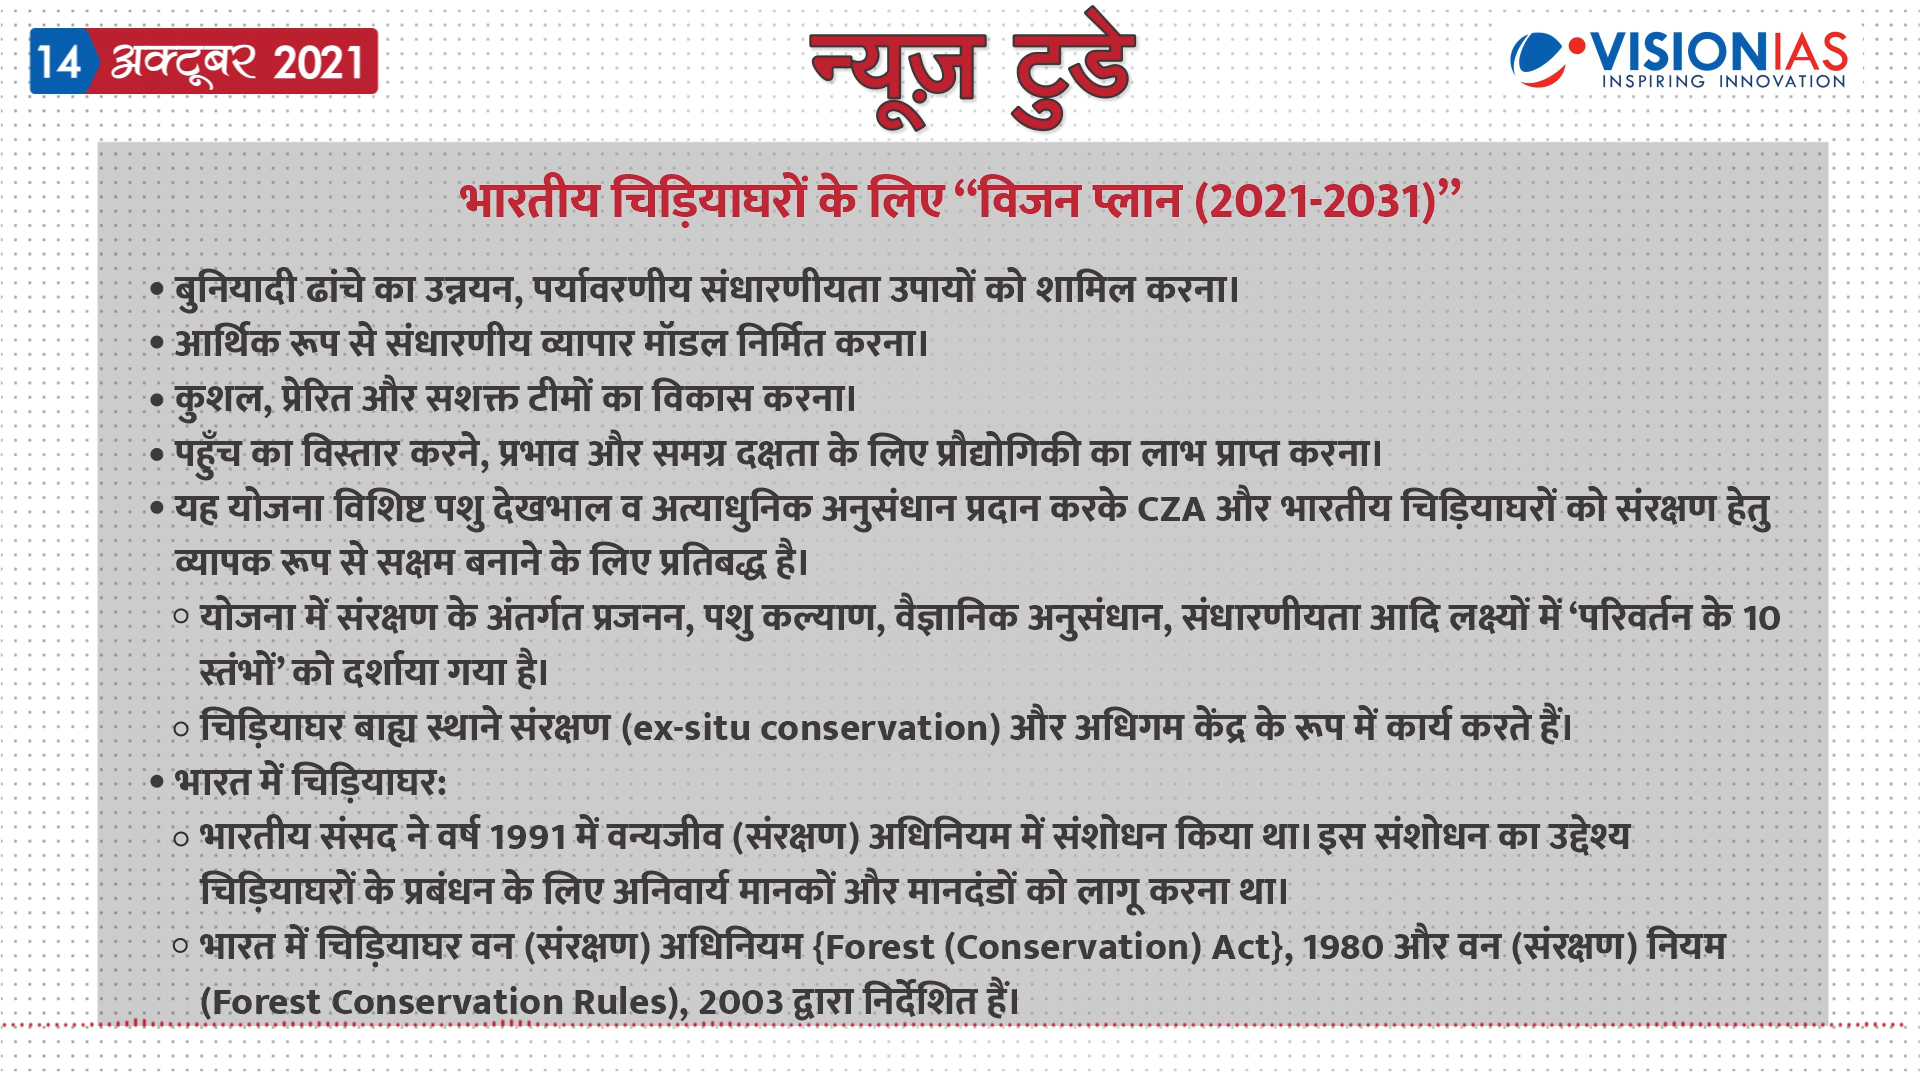 14 अक्टूबर 2021
न्यूज़ टुडे
VISIONIAS
INSPIRING INNOVATION
भारतीय चिड़ियाघरों के लिए “विजन प्लान (2021-2031)”
• बुनियादी ढांचे का उन्नयन, पर्यावरणीय संधारणीयता उपायों को शामिल करना।
• आर्थिक रूप से संधारणीय व्यापार मॉडल निर्मित करना।
• कुशल, प्रेरित और सशक्त टीमों का विकास करना।
• पहुँच का विस्तार करने, प्रभाव और समग्र दक्षता के लिए प्रौद्योगिकी का लाभ प्राप्त करना।
• यह योजना विशिष्ट पशु देखभाल व अत्याधुनिक अनुसंधान प्रदान करके CZA और भारतीय चिड़ियाघरों को संरक्षण हेतु
व्यापक रूप से सक्षम बनाने के लिए प्रतिबद्ध है।
○ योजना में संरक्षण के अंतर्गत प्रजनन, पशु कल्याण, वैज्ञानिक अनुसंधान, संधारणीयता आदि लक्ष्यों में ‘परिवर्तन के 10
स्तंभों’ को दर्शाया गया है।
○ चिड़ियाघर बाह्य स्थाने संरक्षण (ex-situ conservation) और अधिगम केंद्र के रूप में कार्य करते हैं।
• भारत में चिड़ियाघर:
○ भारतीय संसद ने वर्ष 1991 में वन्यजीव (संरक्षण) अधिनियम में संशोधन किया था। इस संशोधन का उद्देश्य
चिड़ियाघरों के प्रबंधन के लिए अनिवार्य मानकों और मानदंडों को लागू करना था।
○ भारत में चिड़ियाघर वन (संरक्षण) अधिनियम {Forest (Conservation) Act}, 1980 और वन (संरक्षण) नियम
(Forest Conservation Rules), 2003 द्वारा निर्देशित हैं।